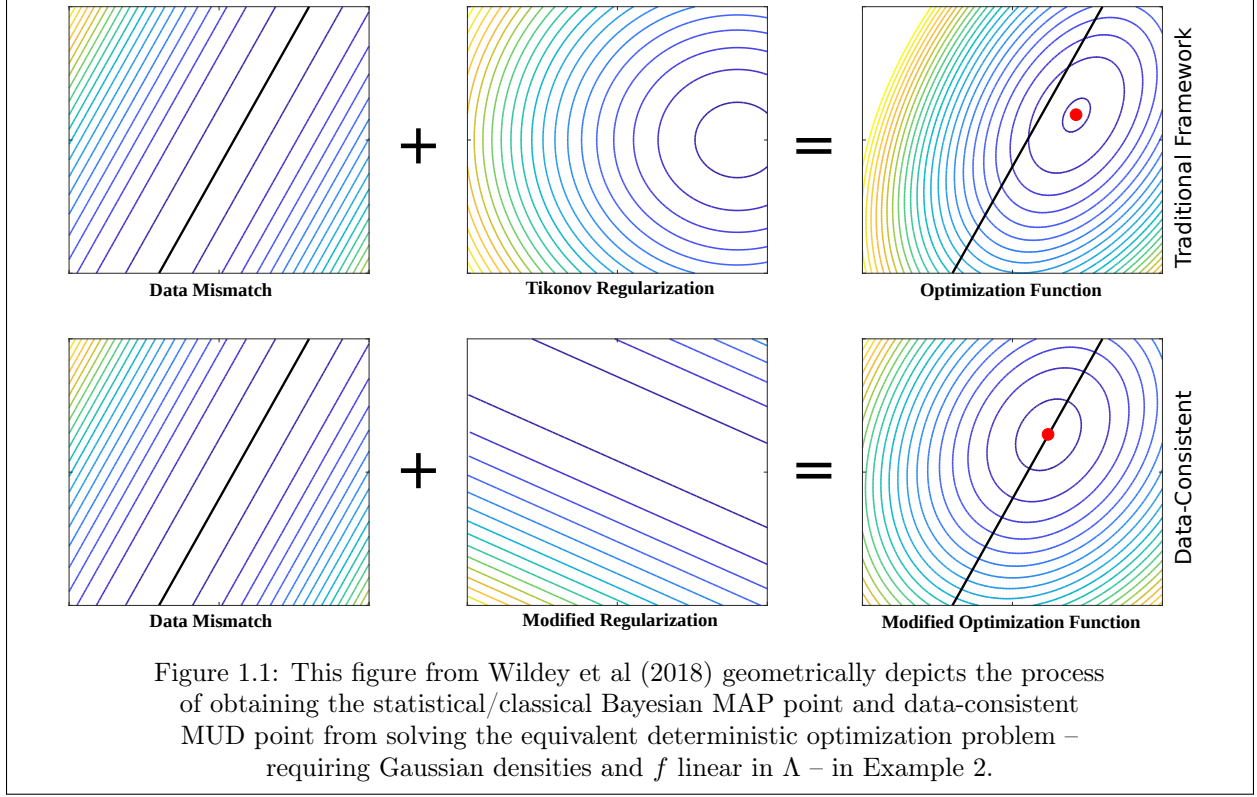 +
=
Traditional Framework
Data Mismatch
Tikonov Regularization
Optimization Function
+
=
Data-Consistent
Data Mismatch
Modified Regularization
Modified Optimization Function
Figure 1.1: This figure from Wildey et al (2018) geometrically depicts the process
of obtaining the statistical/classical Bayesian MAP point and data-consistent
MUD point from solving the equivalent deterministic optimization problem –
requiring Gaussian densities and f linear in Λ – in Example 2.